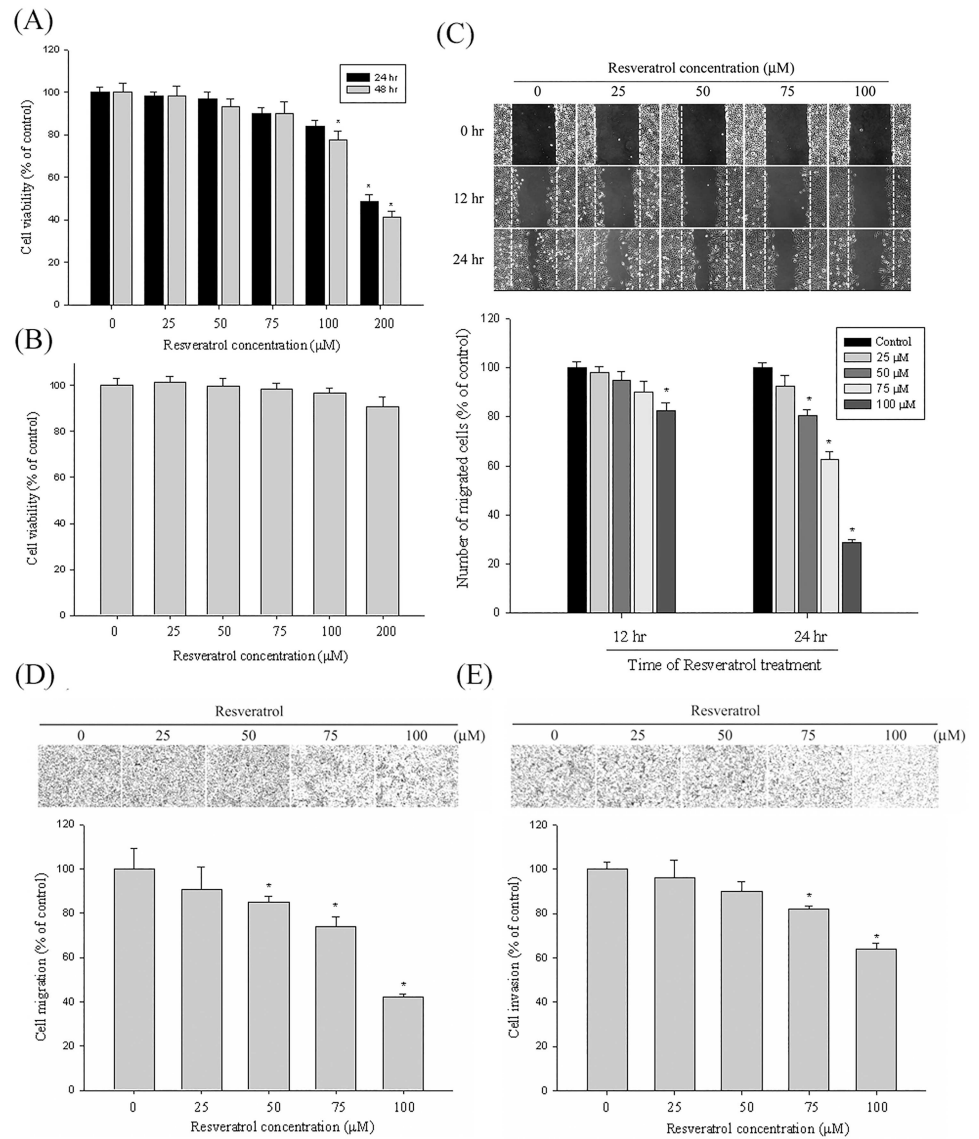 (A)
120
100
80
60
40
20
0
Cell viability (% of control)
24 hr
48 hr
*
*
*
0 25 50 75 100 200
Resveratrol concentration (μM)
(B)
120
100
80
60
40
20
0
Cell viability (% of control)
0 25 50 75 100 200
Resveratrol concentration (μM)
(C)
Resveratrol concentration (μM)
0 25 50 75 100
0 hr
12 hr
24 hr
120
100
80
60
40
20
0
Number of migrated cells (% of control)
Control
25 μM
50 μM
75 μM
100 μM
*
*
*
*
12 hr 24 hr
Time of Resveratrol treatment
(D)
Resveratrol
0 25 50 75 100 (μM)
120
100
80
60
40
20
0
Cell migration (% of control)
*
*
*
0 25 50 75 100
Resveratrol concentration (μM)
(E)
Resveratrol
0 25 50 75 100 (μM)
120
100
80
60
40
20
0
Cell invasion (% of control)
*
*
0 25 50 75 100
Resveratrol concentration (μM)